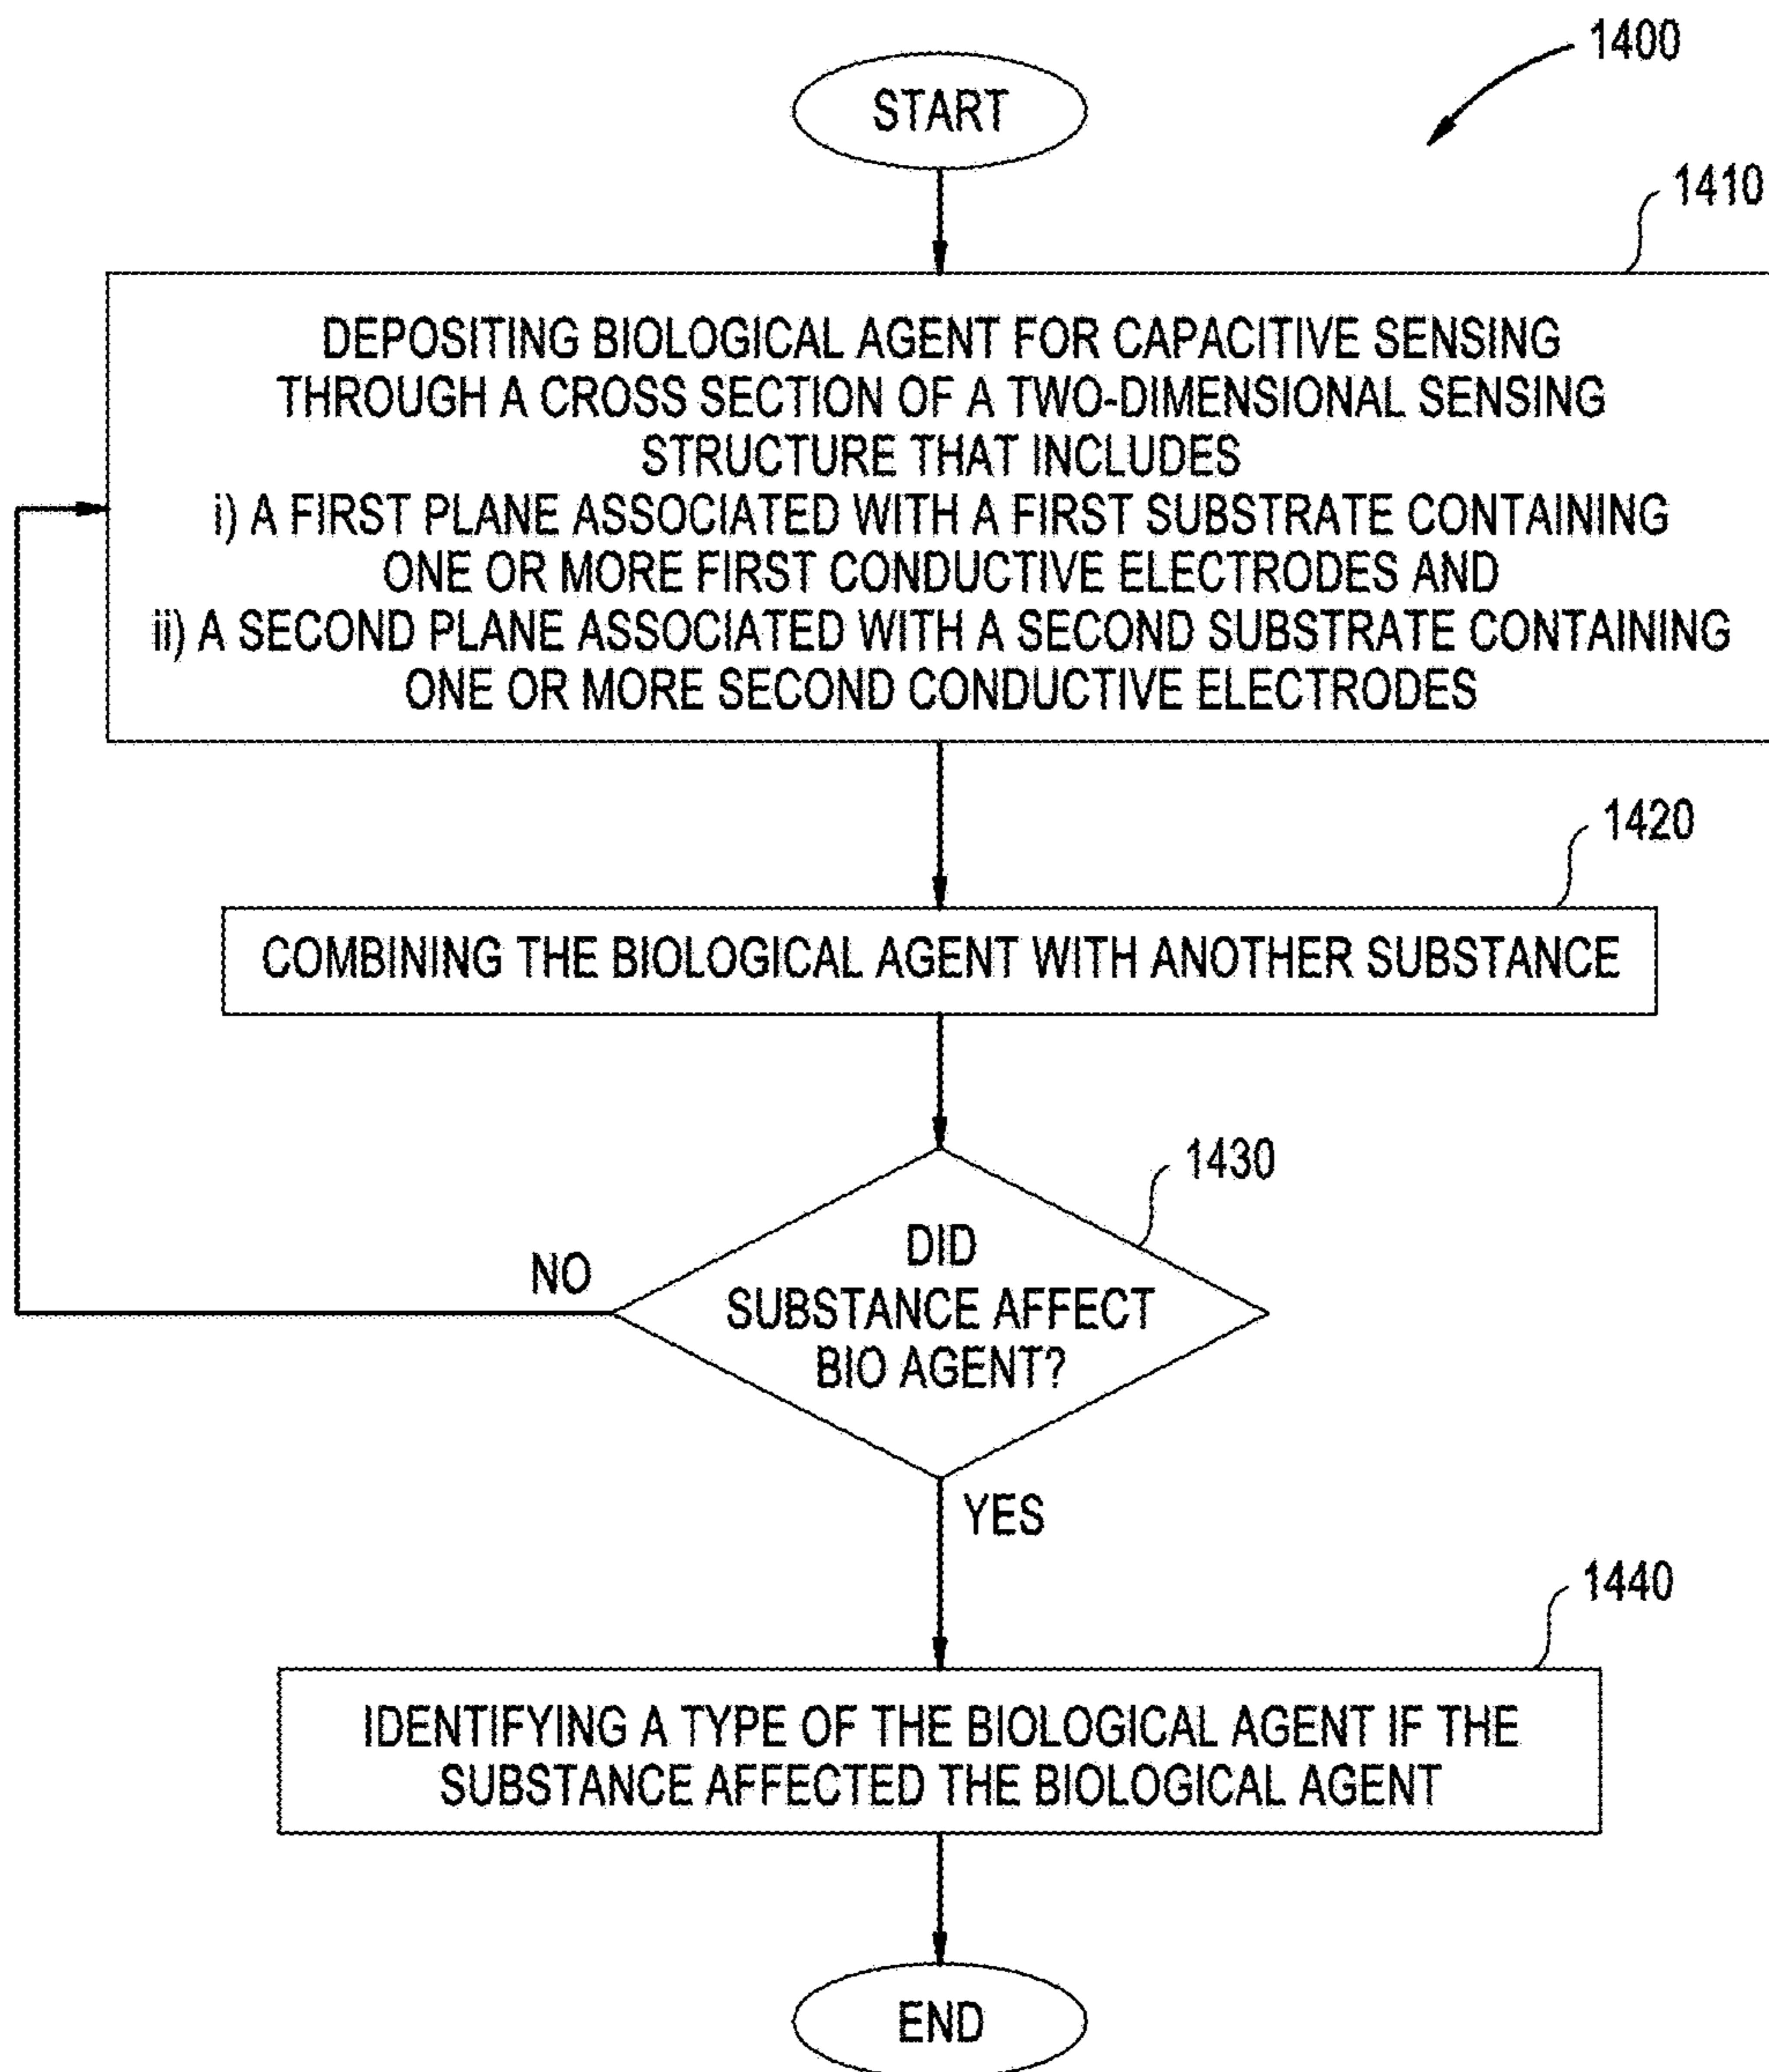 1400
START
1410
DEPOSITING BIOLOGICAL AGENT FOR CAPACITIVE SENSING
THROUGH A CROSS SECTION OF A TWO-DIMENSIONAL SENSING
STRUCTURE THAT INCLUDES
i) A FIRST PLANE ASSOCIATED WITH A FIRST SUBSTRATE CONTAINING
ONE OR MORE FIRST CONDUCTIVE ELECTRODES AND
ii) A SECOND PLANE ASSOCIATED WITH A SECOND SUBSTRATE CONTAINING
ONE OR MORE SECOND CONDUCTIVE ELECTRODES
1420
COMBINING THE BIOLOGICAL AGENT WITH ANOTHER SUBSTANCE
1430
DID
SUBSTANCE AFFECT
BIO AGENT?
NO
YES
1440
IDENTIFYING A TYPE OF THE BIOLOGICAL AGENT IF THE
SUBSTANCE AFFECTED THE BIOLOGICAL AGENT
END